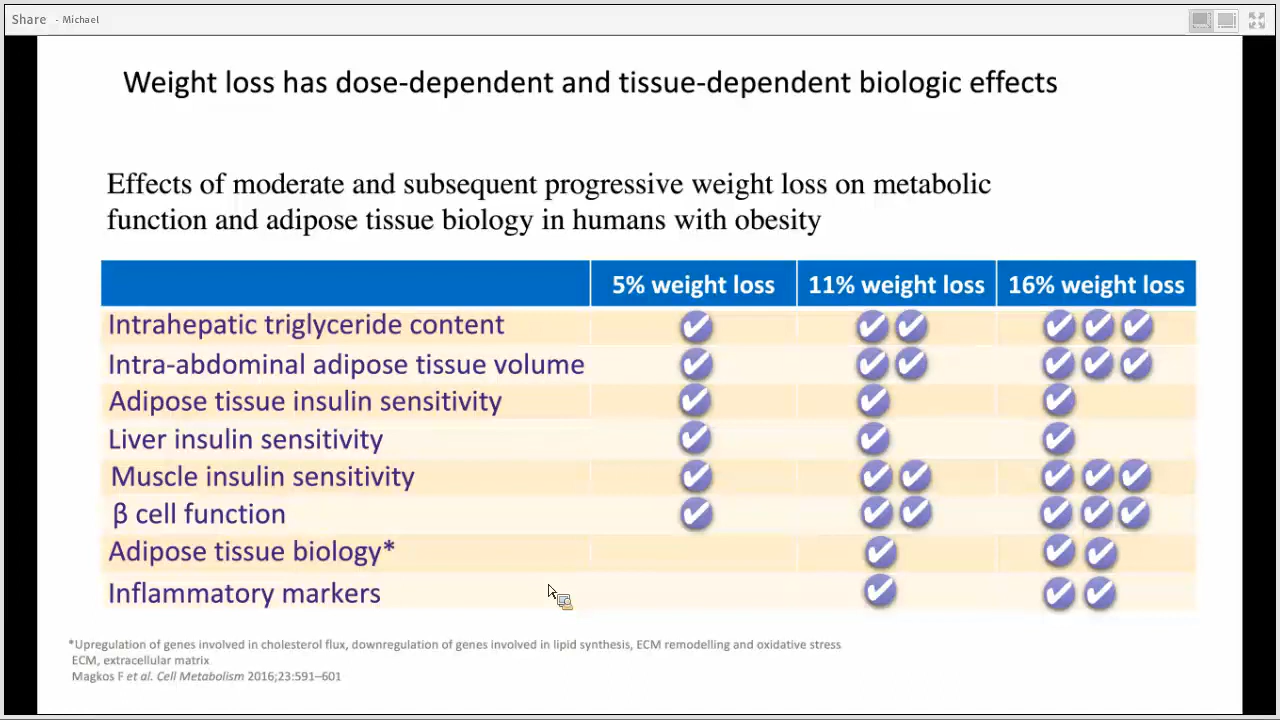 Share - Michael
Weight loss has dose-dependent and tissue-dependent biologic effects
Effects of moderate and subsequent progressive weight loss on metabolic
function and adipose tissue biology in humans with obesity
5% weight loss 11% weight loss 16% weight loss
Intrahepatic triglyceride content
Intra-abdominal adipose tissue volume
Adipose tissue insulin sensitivity
Liver insulin sensitivity
Muscle insulin sensitivity
β cell function
Adipose tissue biology*
Inflammatory markers
*Upregulation of genes involved in cholesterol flux, downregulation of genes involved in lipid synthesis, ECM remodelling and oxidative stress
ECM, extracellular matrix
Magkos F et al. Cell Metabolism 2016;23:591–601